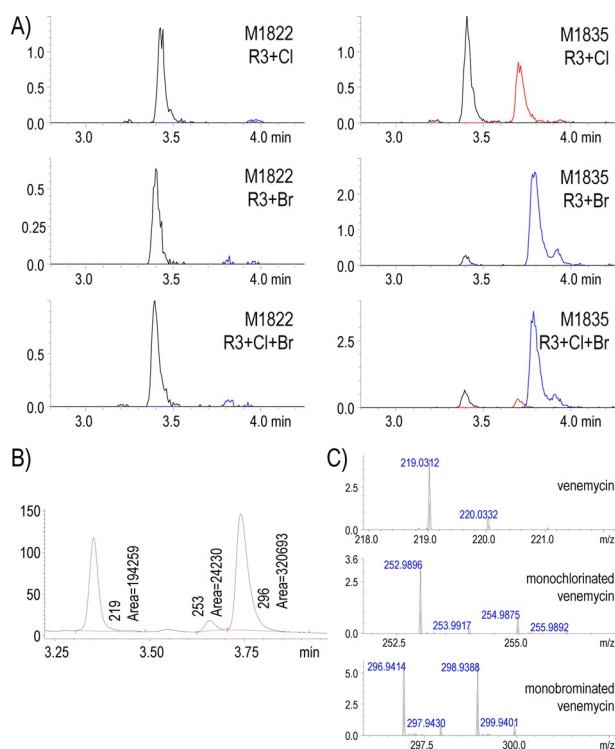 A)
M1822
R3+Cl
1.0
0.5
0.0
3.0 3.5 4.0 min
M1835
R3+Cl
1.0
0.5
0.0
3.0 3.5 4.0 min
M1822
R3+Br
0.5
0.25
0.0
3.0 3.5 4.0 min
M1835
R3+Br
2.0
1.0
0.0
3.0 3.5 4.0 min
M1822
R3+Cl+Br
0.5
0.0
3.0 3.5 4.0 min
M1835
R3+Cl+Br
2.5
0.0
3.0 3.5 4.0 min
B)
150
100
50
0
219
Area=194259
253
Area=24230
296
Area=320693
3.25 3.50 3.75 min
C)
219.0312
venemycin
2.5
220.0332
218.0 219.0 220.0 221.0 m/z
3.6
252.9896
monochlorinated
venemycin
2.5
254.9875
253.9917 255.9892
0.0
252.5 255.0 m/z
296.9414 298.9388
5.0
monobrominated
venemycin
2.5
297.9430 299.9401
0.0
297.5 300.0 m/z